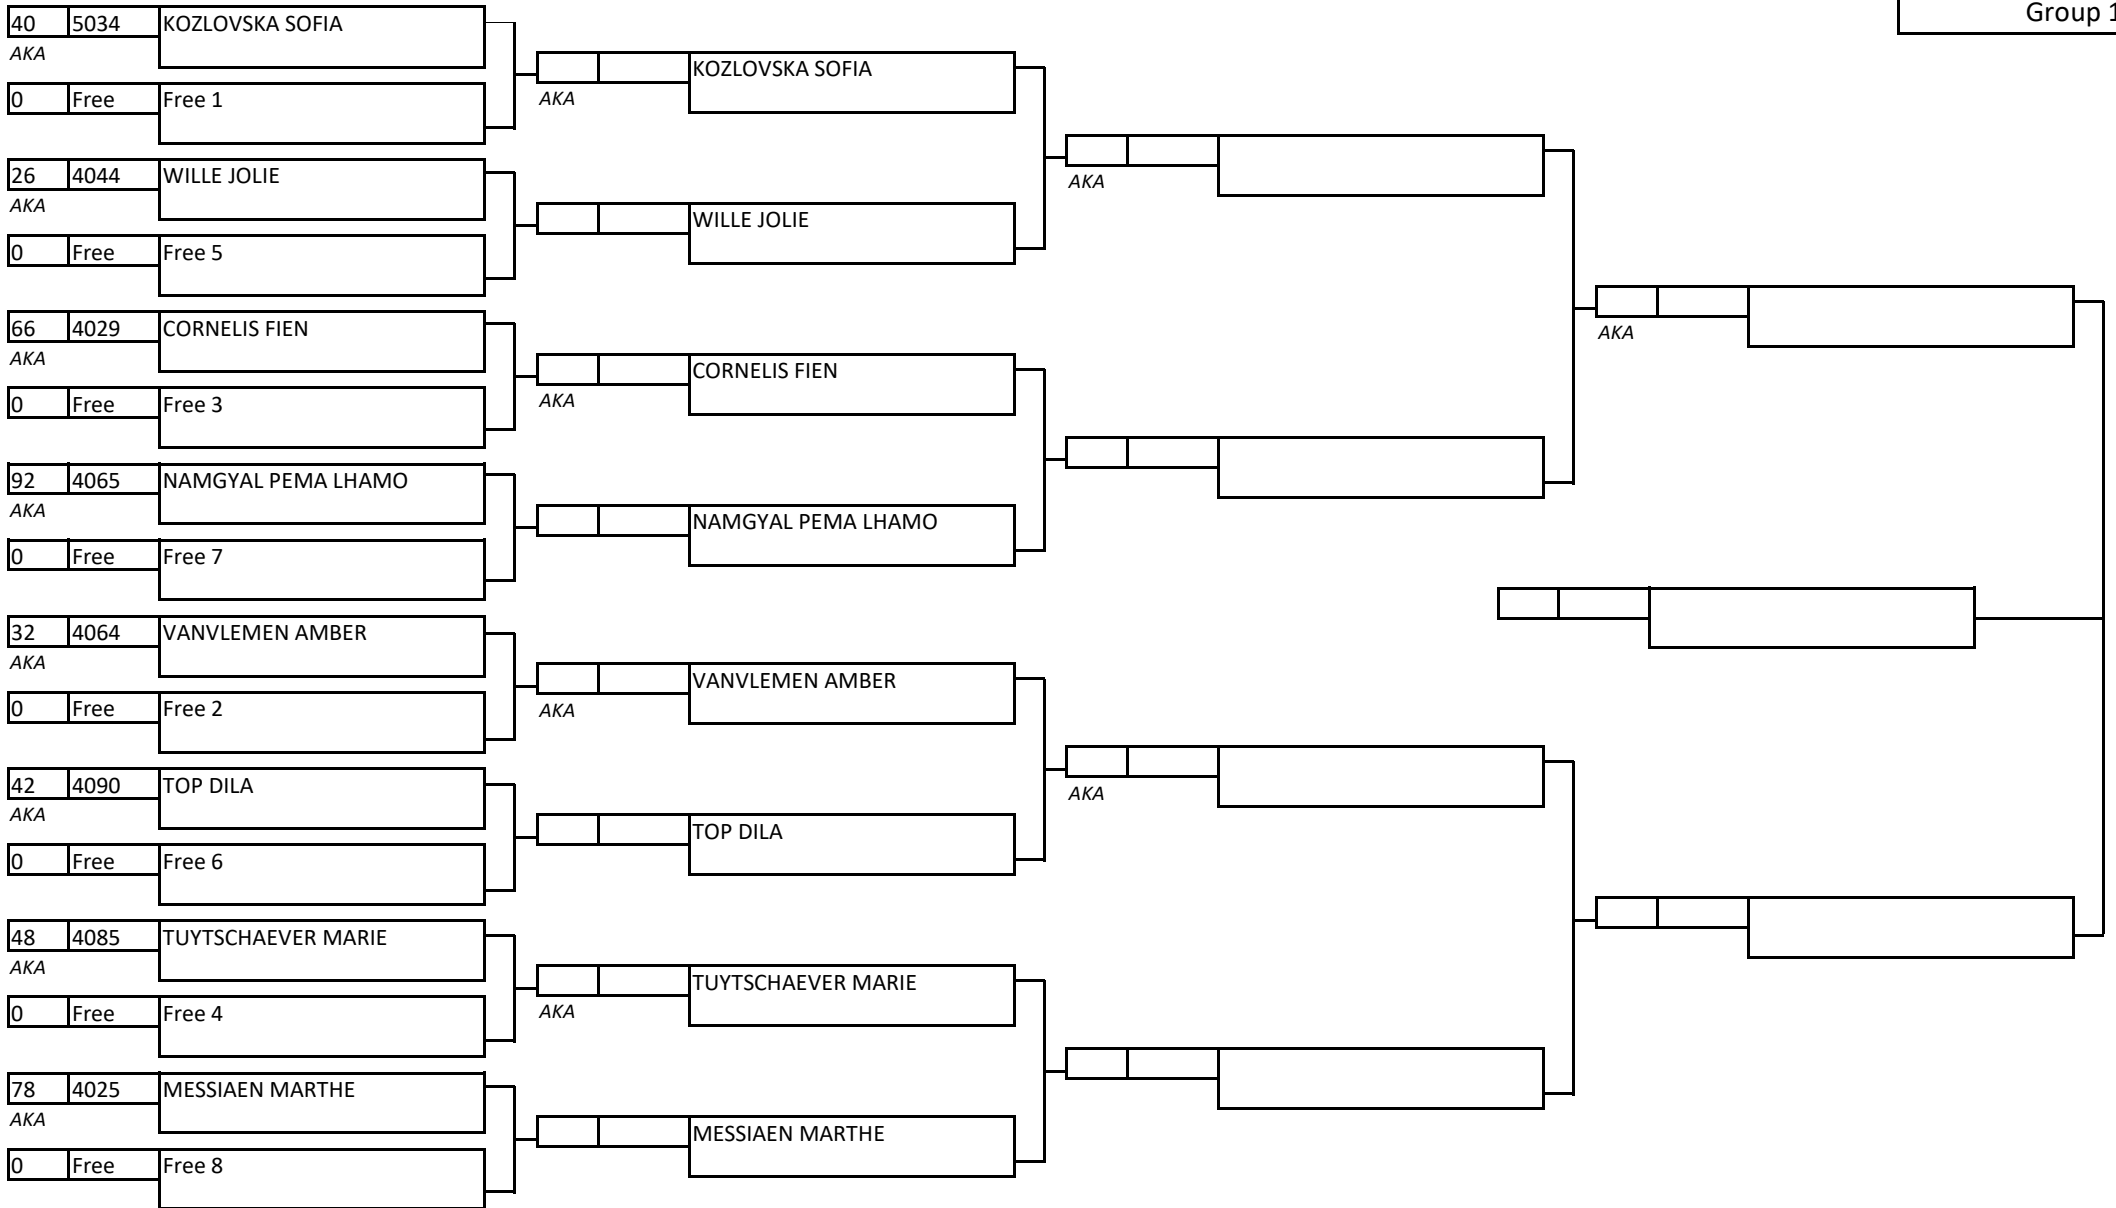 Group 1
40 5034 KOZLOVSKA SOFIA
AKA
0 Free Free 1
26 4044 WILLE JOLIE
AKA
0 Free Free 5
66 4029 CORNELIS FIEN
AKA
0 Free Free 3
92 4065 NAMGYAL PEMA LHAMO
AKA
0 Free Free 7
32 4064 VANVLEMEN AMBER
AKA
0 Free Free 2
42 4090 TOP DILA
AKA
0 Free Free 6
48 4085 TUYTSCHAEVER MARIE
AKA
0 Free Free 4
78 4025 MESSIAEN MARTHE
AKA
0 Free Free 8
KOZLOVSKA SOFIA
AKA
WILLE JOLIE
CORNELIS FIEN
AKA
NAMGYAL PEMA LHAMO
VANVLEMEN AMBER
AKA
TOP DILA
TUYTSCHAEVER MARIE
AKA
MESSIAEN MARTHE
AKA
AKA
AKA